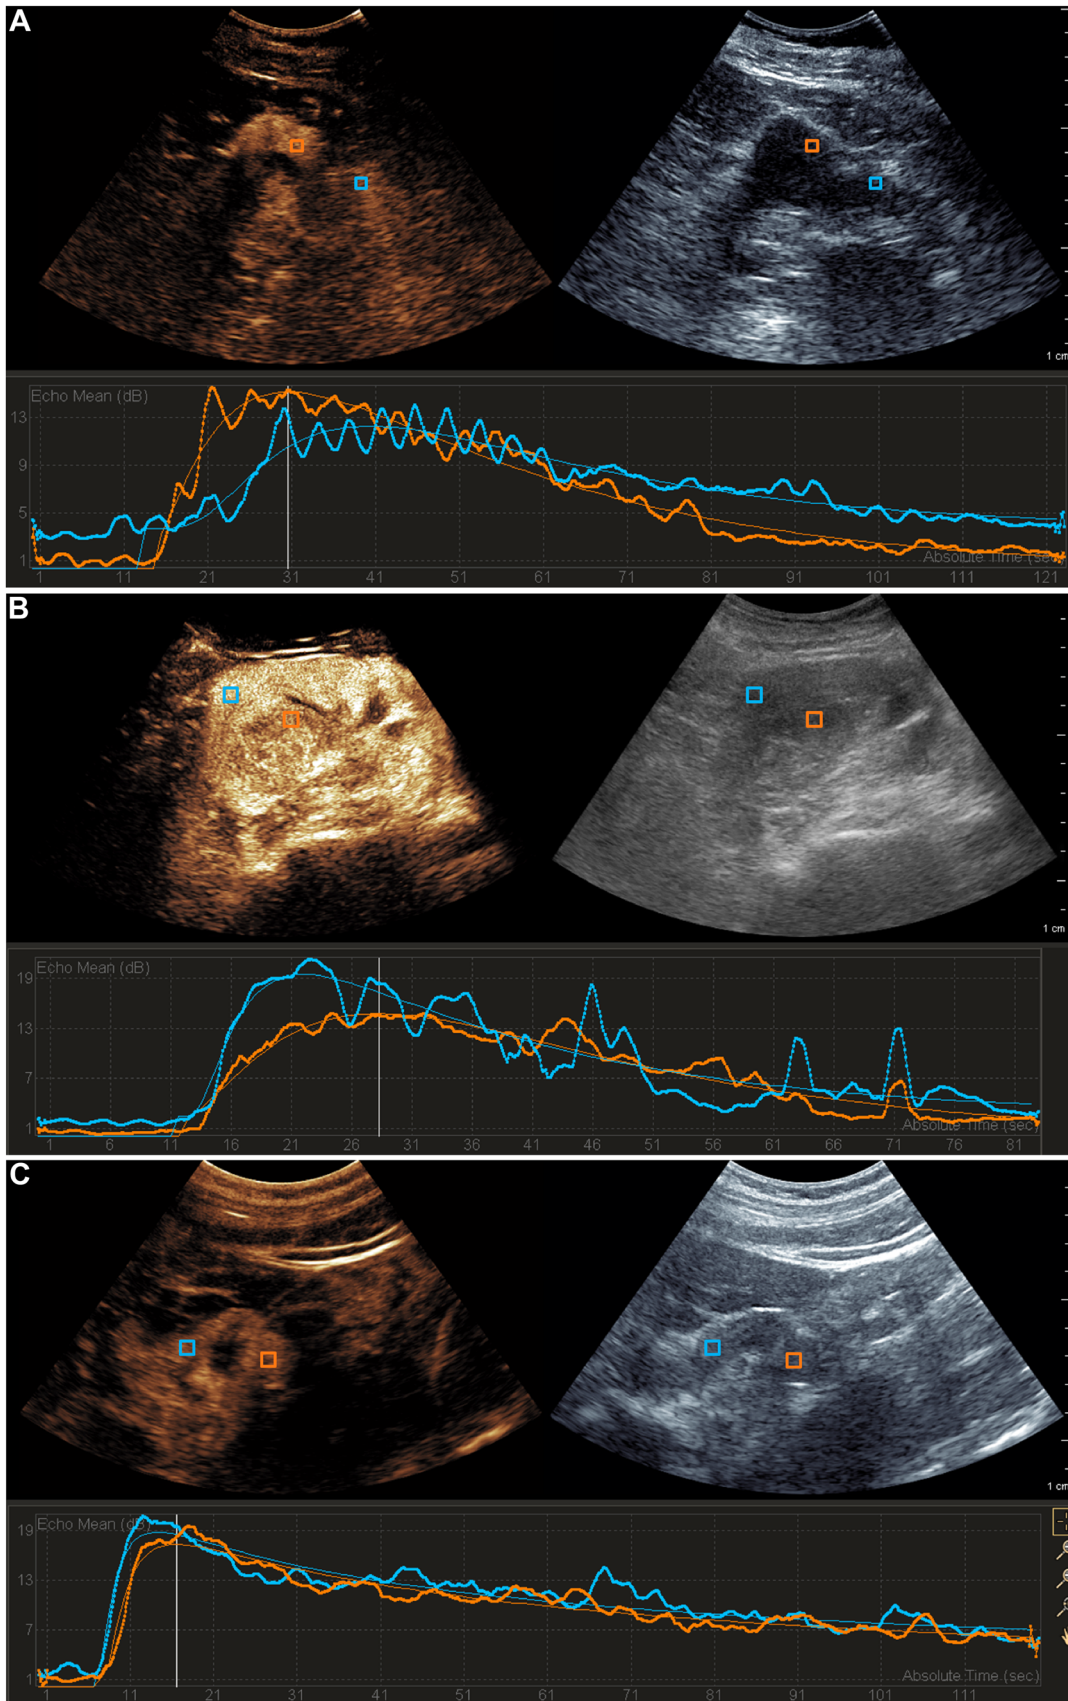 A
1 cm
Echo Mean (dB)
13
9
5
1
Absolute Time (sec
1 11 21 31 41 51 61 71 81 91 101 111 121
B
1 cm
Echo Mean (dB)
19
13
7
1
Absolute Time (sec)
1 6 11 16 21 26 31 36 41 46 51 56 61 66 71 76 81
C
1 cm
Echo Mean (dB)
19
13
7
1
Absolute Time (sec)
1 11 21 31 41 51 61 71 81 91 101 111